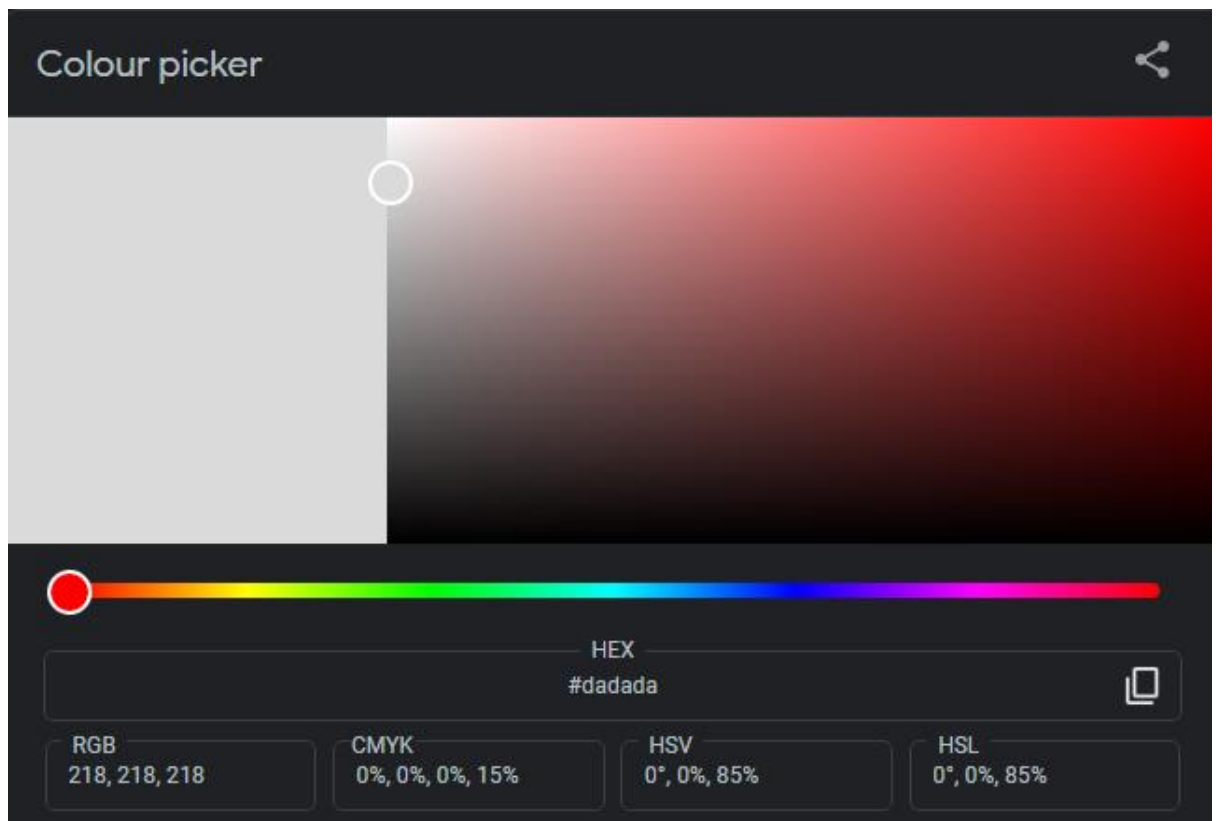 Colour picker
HEX
#dadada
RGB
218, 218, 218
CMYK
0%, 0%, 0%, 15%
HSV
0°, 0%, 85%
HSL
0°, 0%, 85%